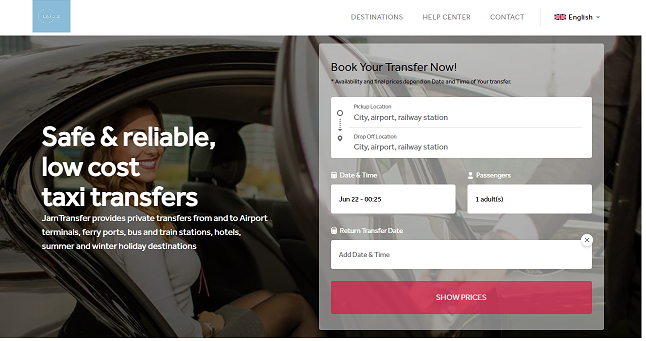 DESTINATIONS HELP CENTER CONTACT English
Book Your Transfer Now!
* Availability and final prices depend on Date and Time of Your transfer.
Pickup Location
City, airport, railway station
Drop Off Location
City, airport, railway station
Safe & reliable,
low cost
taxi transfers
JamTransfer provides private transfers from and to Airport
terminals, ferry ports, bus and train stations, hotels,
summer and winter holiday destinations
Date & Time Passengers
Jun 22 - 00:25 1 adult(s)
Return Transfer Date
Add Date & Time
SHOW PRICES